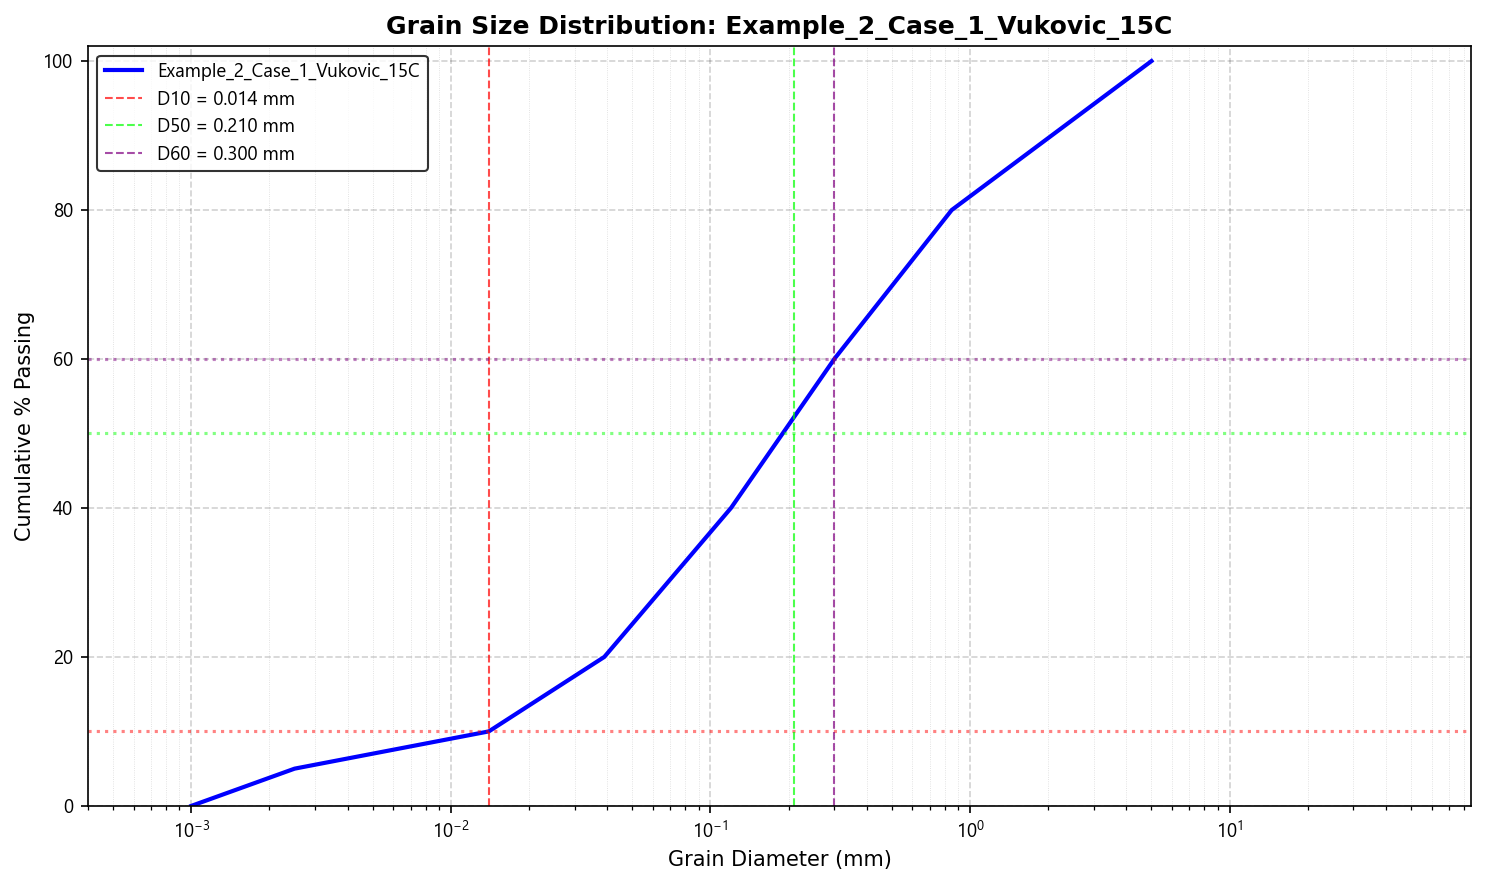 Grain Size Distribution: Example_2_Case_1_Vukovic_15C
Example_2_Case_1_Vukovic_15C
D10 = 0.014 mm
D50 = 0.210 mm
D60 = 0.300 mm
Cumulative % Passing
100
80
60
40
20
0
10⁻³ 10⁻² 10⁻¹ 10⁰ 10¹
Grain Diameter (mm)